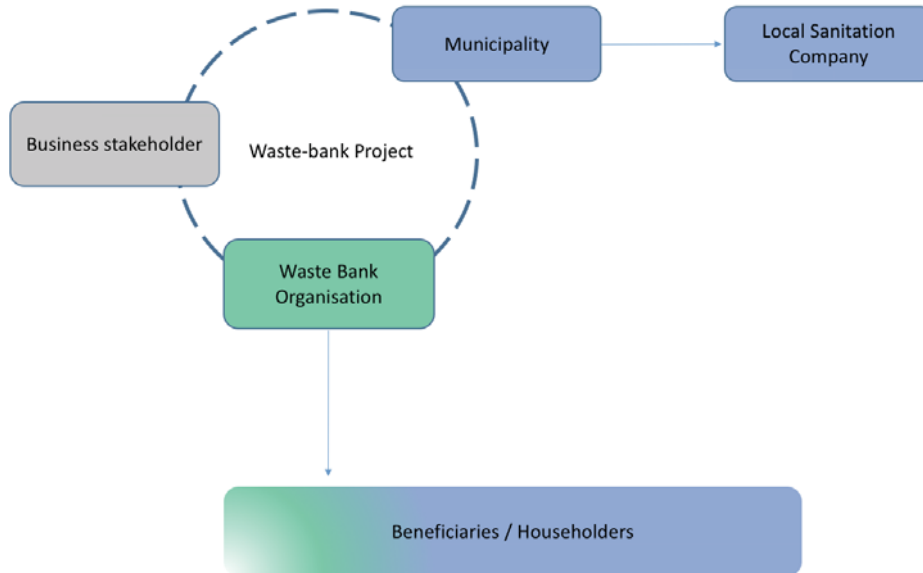 Municipality
Local Sanitation
Company
Business stakeholder
Waste-bank Project
Waste Bank
Organisation
Beneficiaries / Householders